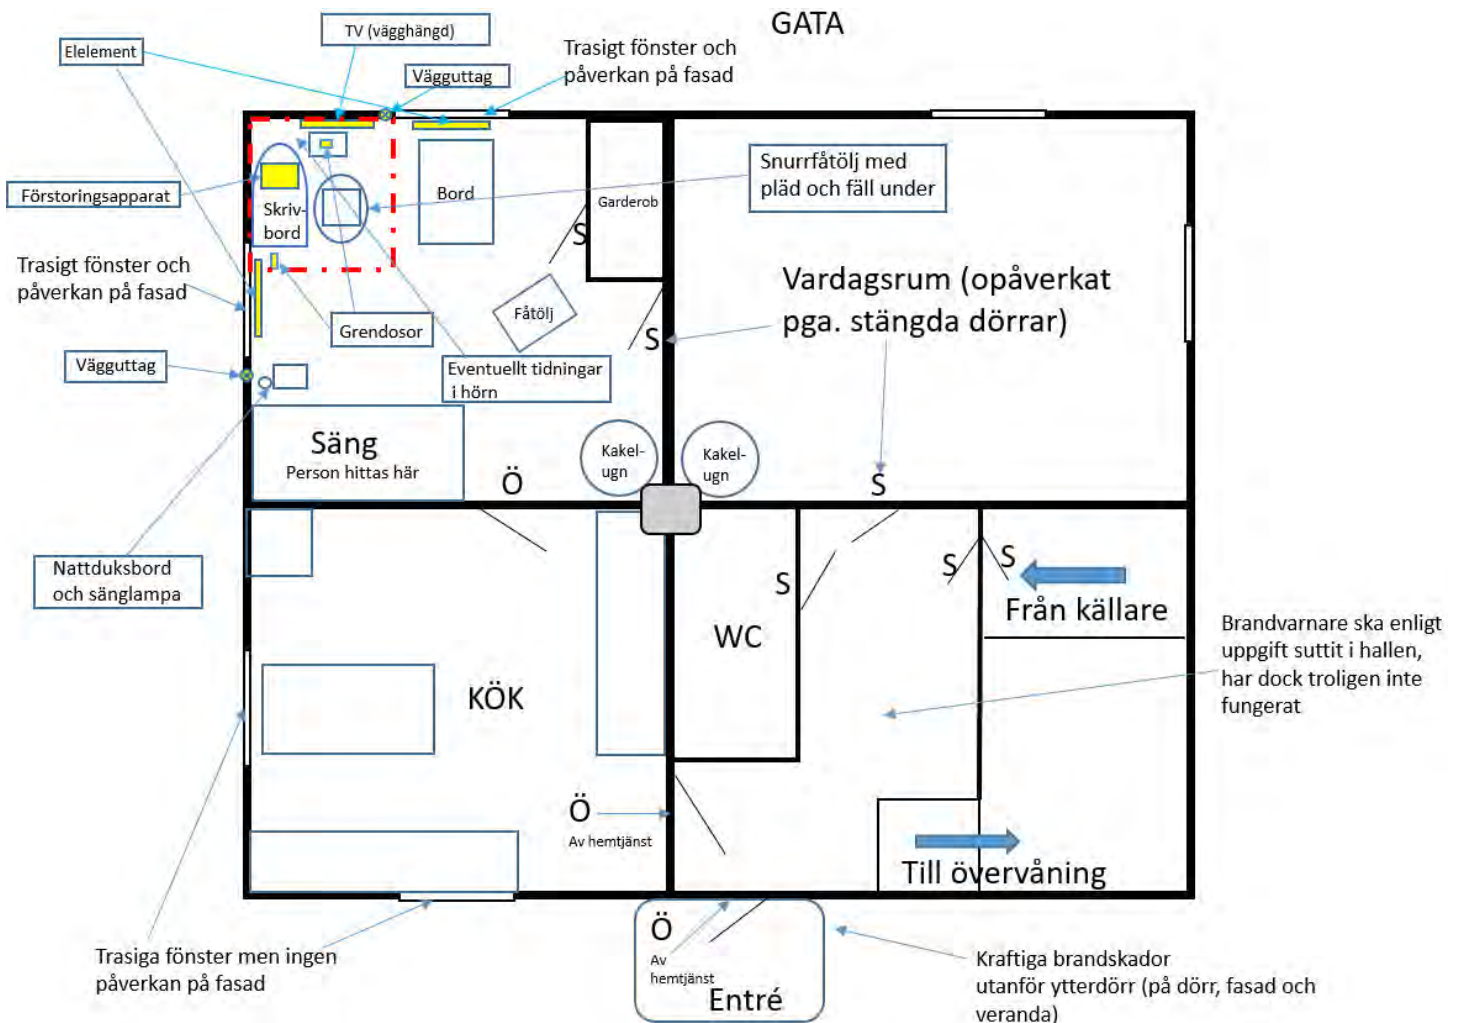 GATA
TV (vägghängd)
Elelement
Vägguttag
Trasigt fönster och
påverkan på fasad
Förstoringsapparat
Skriv-
bord
Bord
Garderob
S
Snurrfåtölj med
pläd och fäll under
Trasigt fönster och
påverkan på fasad
Vardagsrum (opåverkat
pga. stängda dörrar)
Fåtölj
Grendosor
S
Vägguttag
Eventuellt tidningar
i hörn
Säng
Person hittas här
Kakel-
ugn
Kakel-
ugn
Ö
S
Nattduksbord
och sänglampa
S
S
S
Från källare
WC
KÖK
Brandvarnare ska enligt
uppgift suttit i hallen,
har dock troligen inte
fungerat
Ö
Av hemtjänst
Till övervåning
Trasiga fönster men ingen
påverkan på fasad
Ö
Av
hemtjänst
Entré
Kraftiga brandskador
utanför ytterdörr (på dörr, fasad och
veranda)